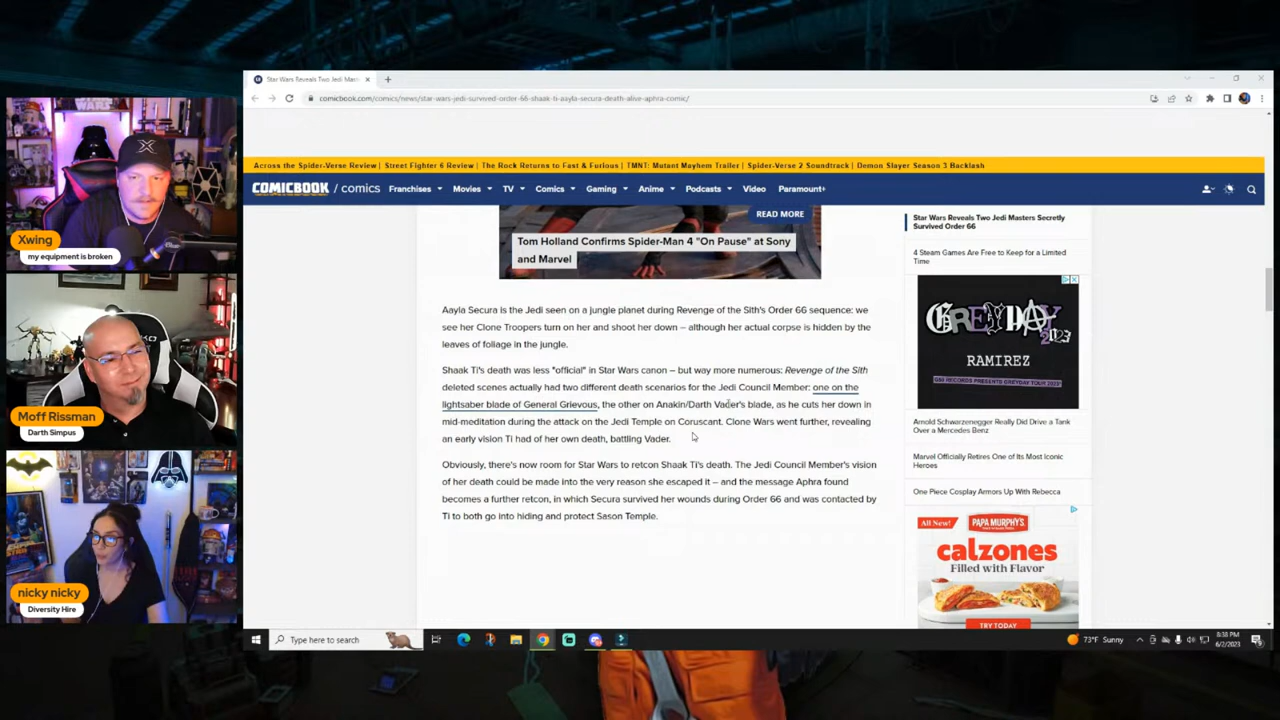 Star Wars Reveals Two Jedi Mast
comicbook.com/comics/news/star-wars-jedi-survived-order-66-shaak-ti-aayla-secura-death-alive-aphra-comic/
Across the Spider-Verse Review | Street Fighter 6 Review | The Rock Returns to Fast & Furious | TMNT: Mutant Mayhem Trailer | Spider-Verse 2 Soundtrack | Demon Slayer Season 3 Backlash
COMICBOOK / comics Franchises Movies TV Comics Gaming Anime Podcasts Video Paramount+
READ MORE
Tom Holland Confirms Spider-Man 4 "On Pause" at Sony
and Marvel
Aayla Secura is the Jedi seen on a jungle planet during Revenge of the Sith's Order 66 sequence: we
see her Clone Troopers turn on her and shoot her down – although her actual corpse is hidden by the
leaves of foliage in the jungle.
Shaak Ti's death was less "official" in Star Wars canon – but way more numerous: Revenge of the Sith
deleted scenes actually had two different death scenarios for the Jedi Council Member: one on the
lightsaber blade of General Grievous, the other on Anakin/Darth Vader's blade, as he cuts her down in
mid-meditation during the attack on the Jedi Temple on Coruscant. Clone Wars went further, revealing
an early vision Ti had of her own death, battling Vader.
Obviously, there's now room for Star Wars to retcon Shaak Ti's death. The Jedi Council Member's vision
of her death could be made into the very reason she escaped it – and the message Aphra found
becomes a further retcon, in which Secura survived her wounds during Order 66 and was contacted by
Ti to both go into hiding and protect Sason Temple.
Star Wars Reveals Two Jedi Masters Secretly
Survived Order 66
4 Steam Games Are Free to Keep for a Limited
Time
GREYDAY
2023
RAMIREZ
G59 RECORDS PRESENTS GREYDAY TOUR 2023
Arnold Schwarzenegger Really Did Drive a Tank
Over a Mercedes Benz
Marvel Officially Retires One of Its Most Iconic
Heroes
One Piece Cosplay Armors Up With Rebecca
All New!
PAPA MURPHY'S
calzones
Filled with Flavor
TRY TODAY
STAR
WARS
Xwing
my equipment is broken
Moff Rissman
Darth Simpus
nicky nicky
Diversity Hire
Type here to search
73°F Sunny
8:38 PM
6/2/2023